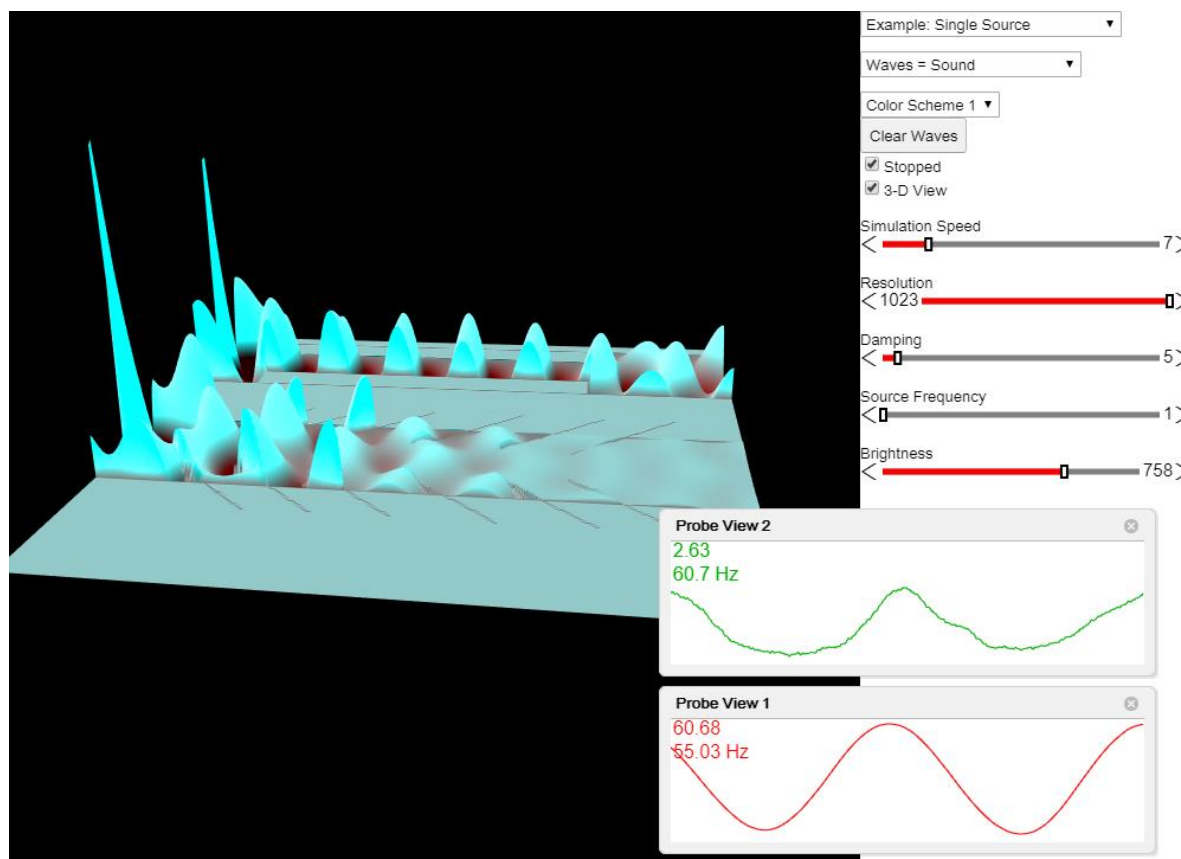 Example: Single Source
Waves = Sound
Color Scheme 1
Clear Waves
Stopped
3-D View
Simulation Speed
7
Resolution
1023
Damping
5
Source Frequency
1
Brightness
758
Probe View 2
2.63
60.7 Hz
Probe View 1
60.68
55.03 Hz